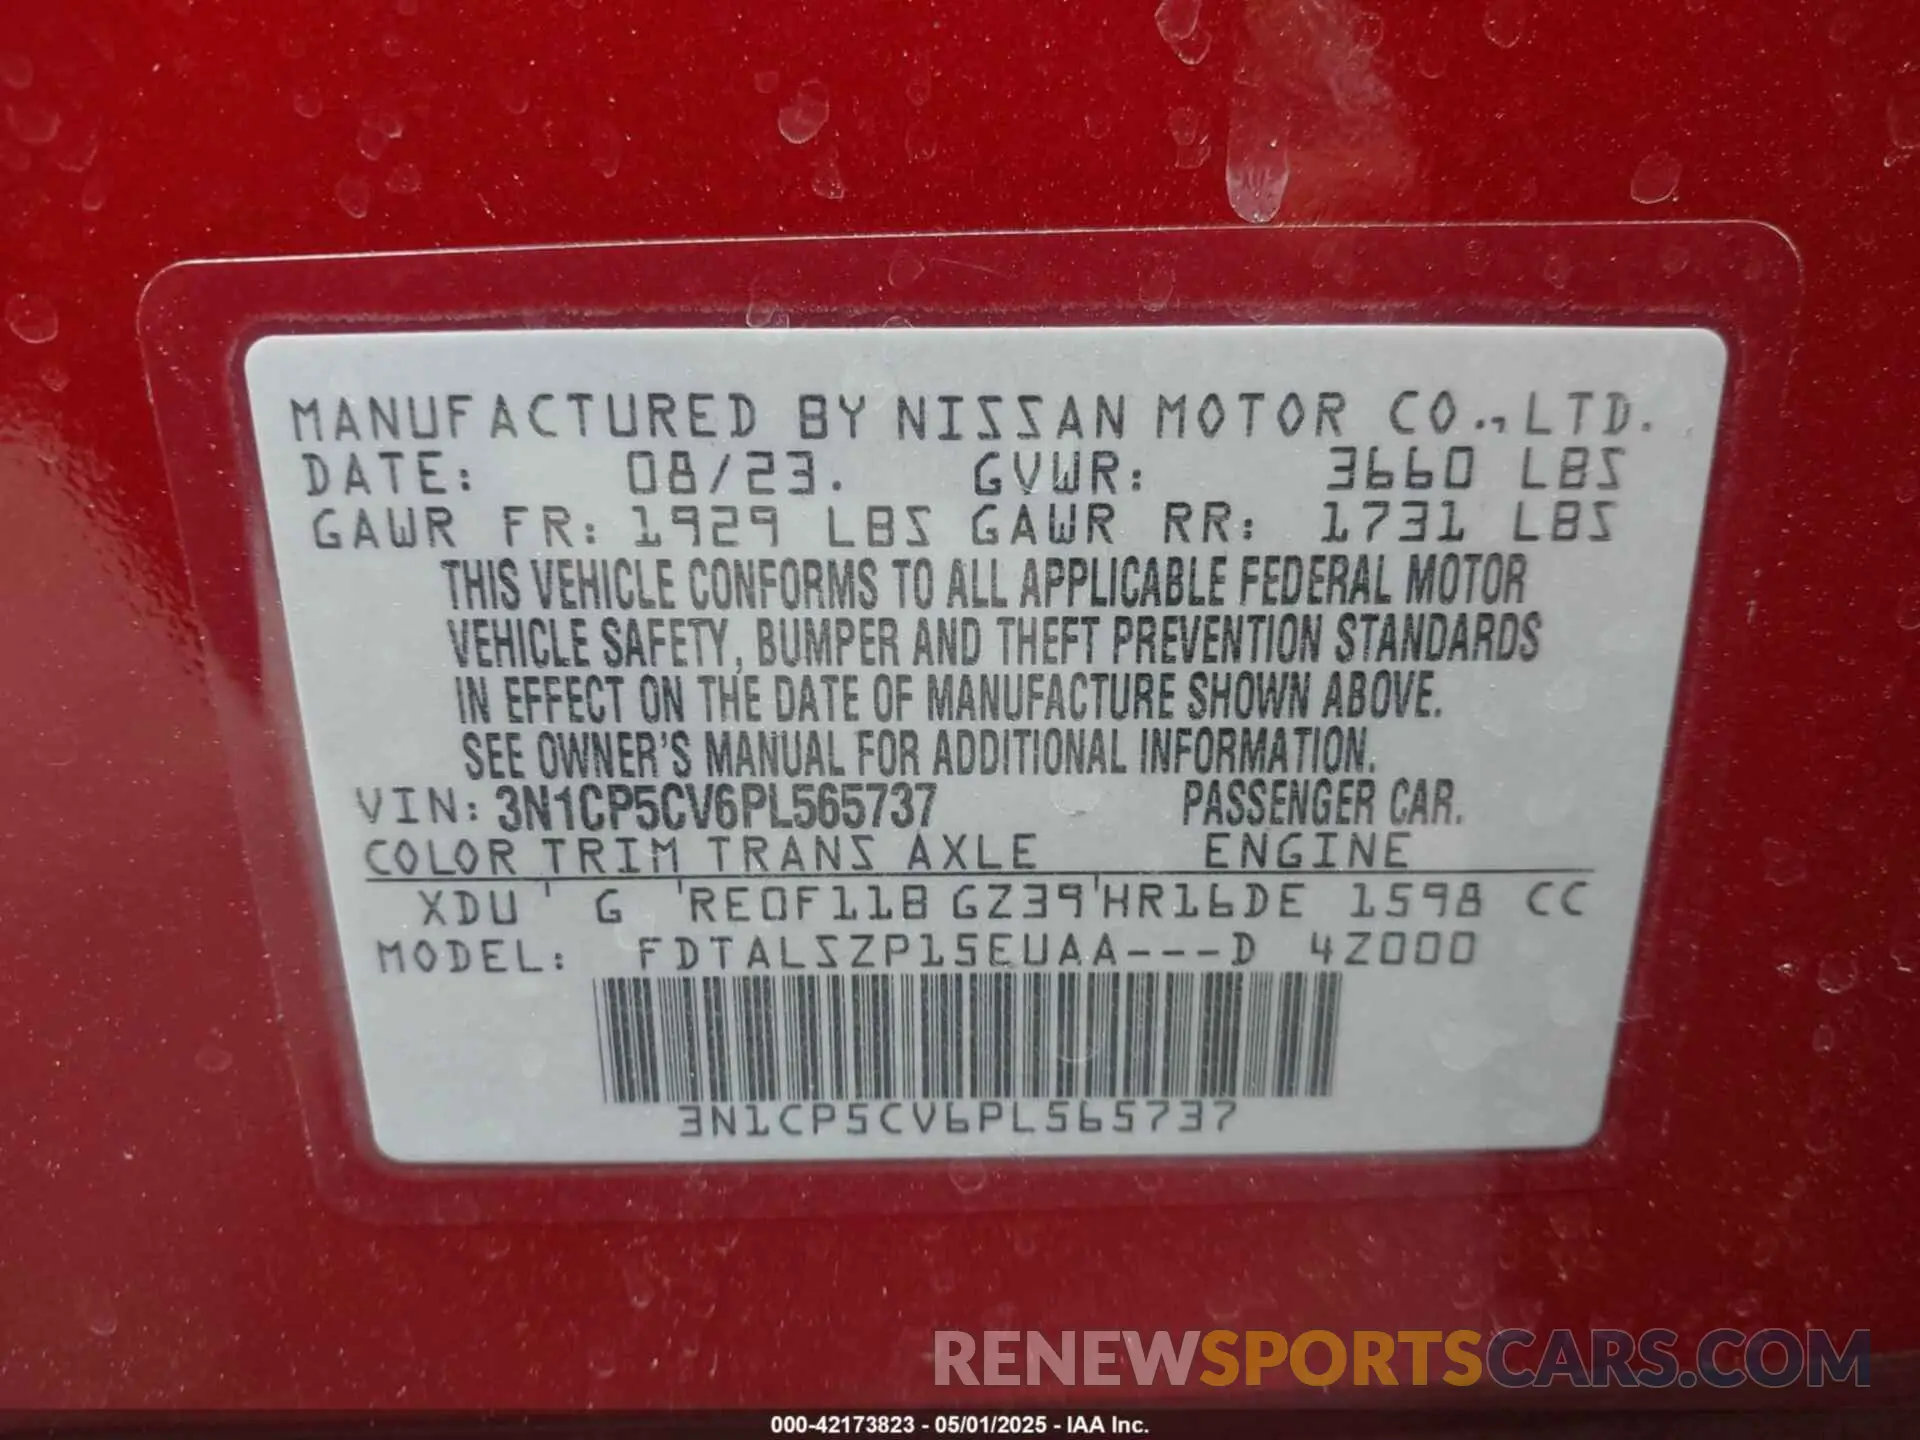 MANUFACTURED BY NISSAN MOTOR CO., LTD.
DATE: 08/23. GVWR: 3660 LBS
GAWR FR: 1929 LBS GAWR RR: 1731 LBS
THIS VEHICLE CONFORMS TO ALL APPLICABLE FEDERAL MOTOR
VEHICLE SAFETY, BUMPER AND THEFT PREVENTION STANDARDS
IN EFFECT ON THE DATE OF MANUFACTURE SHOWN ABOVE.
SEE OWNER'S MANUAL FOR ADDITIONAL INFORMATION.
VIN: 3N1CP5CV6PL565737 PASSENGER CAR.
COLOR TRIM TRANS AXLE ENGINE
XDU ' G 'RE0F11B GZ39'HR16DE 1598 CC
MODEL: FDTALSZP15EUAA---D 4Z000
3N1CP5CV6PL565737
RENEWSPORTSCARS.COM
000-42173823 - 05/01/2025 - IAA Inc.